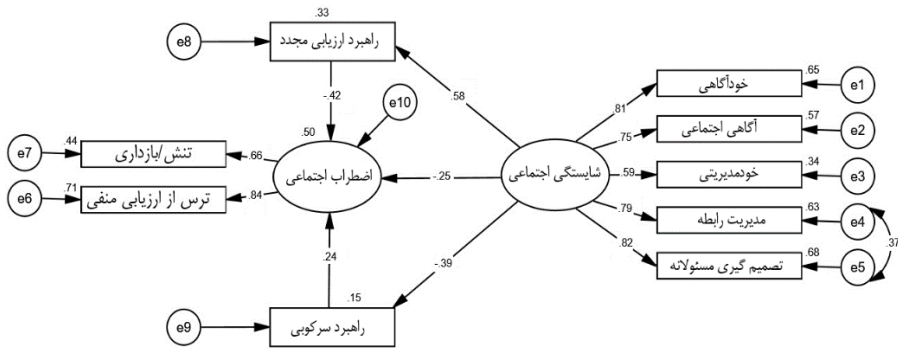 .33
e8
راهبرد ارزیابی مجدد
-.42
.58
e10
.50
اضطراب اجتماعی
.44
e7
تنش/بازداری
.66
.71
e6
ترس از ارزیابی منفی
.84
-.25
شایستگی اجتماعی
.81
.65
خودآگاهی
e1
.75
.57
آگاهی اجتماعی
e2
.59
.34
خودمدیریتی
e3
.79
.63
مدیریت رابطه
e4
.82
.68
تصمیم گیری مسئولانه
e5
.37
.24
-.39
.15
e9
راهبرد سرکوبی